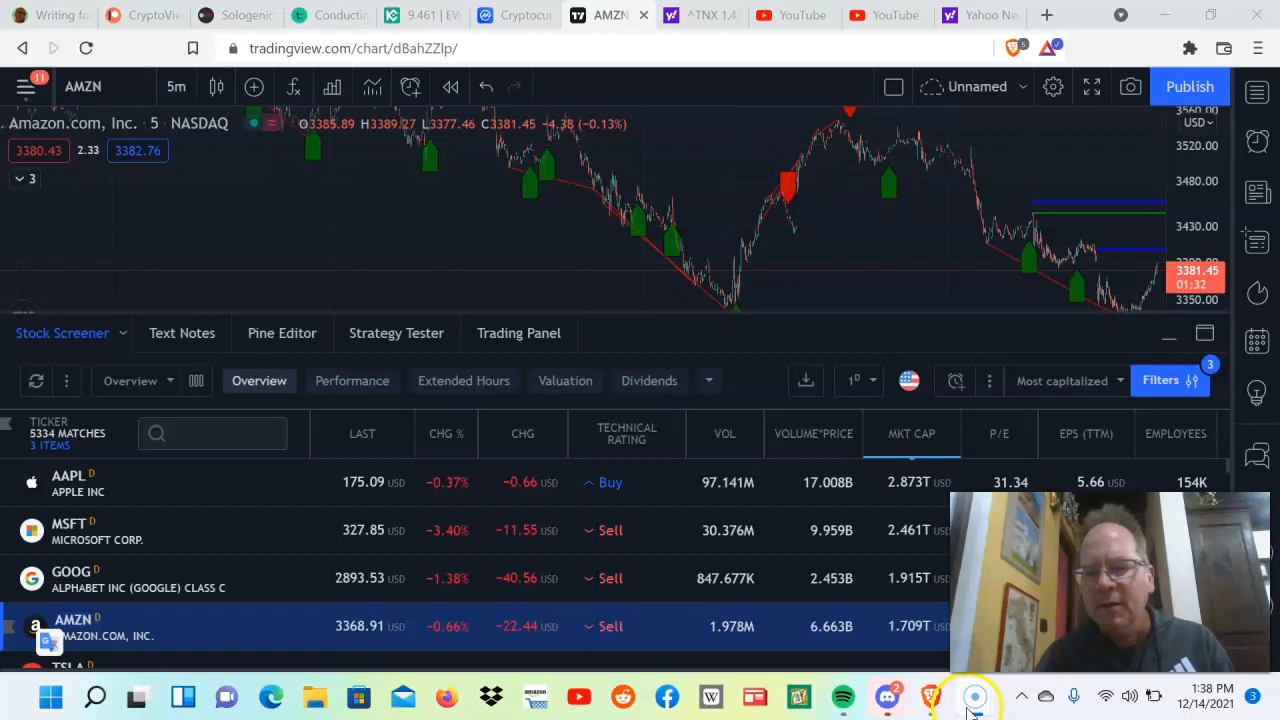 Writing for
CryptoVie
Sologenic
Conductin
9.461 | EW
Cryptocur
AMZN
^TNX 1.4
YouTube
YouTube
Yahoo Ne
tradingview.com/chart/dBahZZlp/
5
11
AMZN
5m
Unnamed
Publish
Amazon.com, Inc. · 5 · NASDAQ
O3385.89 H3389.27 L3377.46 C3381.45 −4.38 (−0.13%)
3380.43
2.33
3382.76
3
3560.00
USD
3520.00
3480.00
3430.00
3381.45
01:32
3350.00
Stock Screener
Text Notes
Pine Editor
Strategy Tester
Trading Panel
Overview
Overview
Performance
Extended Hours
Valuation
Dividends
1D
Most capitalized
Filters
3
TICKER
5334 MATCHES
3 ITEMS
LAST
CHG %
CHG
TECHNICAL
RATING
VOL
VOLUME*PRICE
MKT CAP
P/E
EPS (TTM)
EMPLOYEES
AAPL D
APPLE INC
175.09 USD
−0.37%
−0.66 USD
Buy
97.141M
17.008B
2.873T USD
31.34
5.66 USD
154K
MSFT D
MICROSOFT CORP.
327.85 USD
−3.40%
−11.55 USD
Sell
30.376M
9.959B
2.461T USD
GOOG D
ALPHABET INC (GOOGLE) CLASS C
2893.53 USD
−1.38%
−40.56 USD
Sell
847.677K
2.453B
1.915T USD
AMZN D
AMAZON.COM, INC.
3368.91 USD
−0.66%
−22.44 USD
Sell
1.978M
6.663B
1.709T USD
TSLA D
amazon
2
1:38 PM
12/14/2021
3